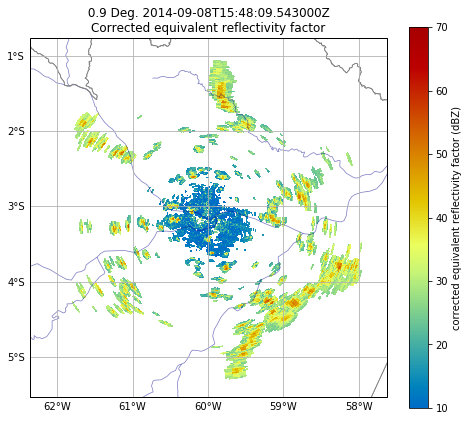 0.9 Deg. 2014-09-08T15:48:09.543000Z
Corrected equivalent reflectivity factor
1°S
2°S
3°S
4°S
5°S
62°W 61°W 60°W 59°W 58°W
70
60
50
40
30
20
10
corrected equivalent reflectivity factor (dBZ)